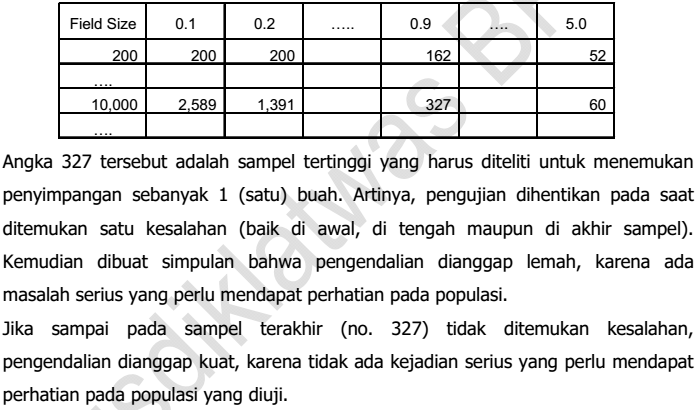 Field Size 0.1 0.2 ..... 0.9 .... 5.0
200 200 200 162 52
....
10,000 2,589 1,391 327 60
....
Angka 327 tersebut adalah sampel tertinggi yang harus diteliti untuk menemukan
penyimpangan sebanyak 1 (satu) buah. Artinya, pengujian dihentikan pada saat
ditemukan satu kesalahan (baik di awal, di tengah maupun di akhir sampel).
Kemudian dibuat simpulan bahwa pengendalian dianggap lemah, karena ada
masalah serius yang perlu mendapat perhatian pada populasi.
Jika sampai pada sampel terakhir (no. 327) tidak ditemukan kesalahan,
pengendalian dianggap kuat, karena tidak ada kejadian serius yang perlu mendapat
perhatian pada populasi yang diuji.